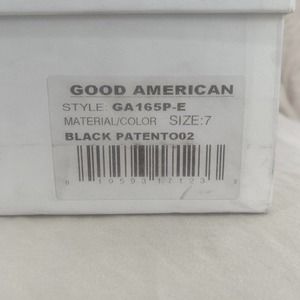 GOOD AMERICAN
STYLE: GA165P-E
MATERIAL/COLOR SIZE:7
BLACK PATENTO02